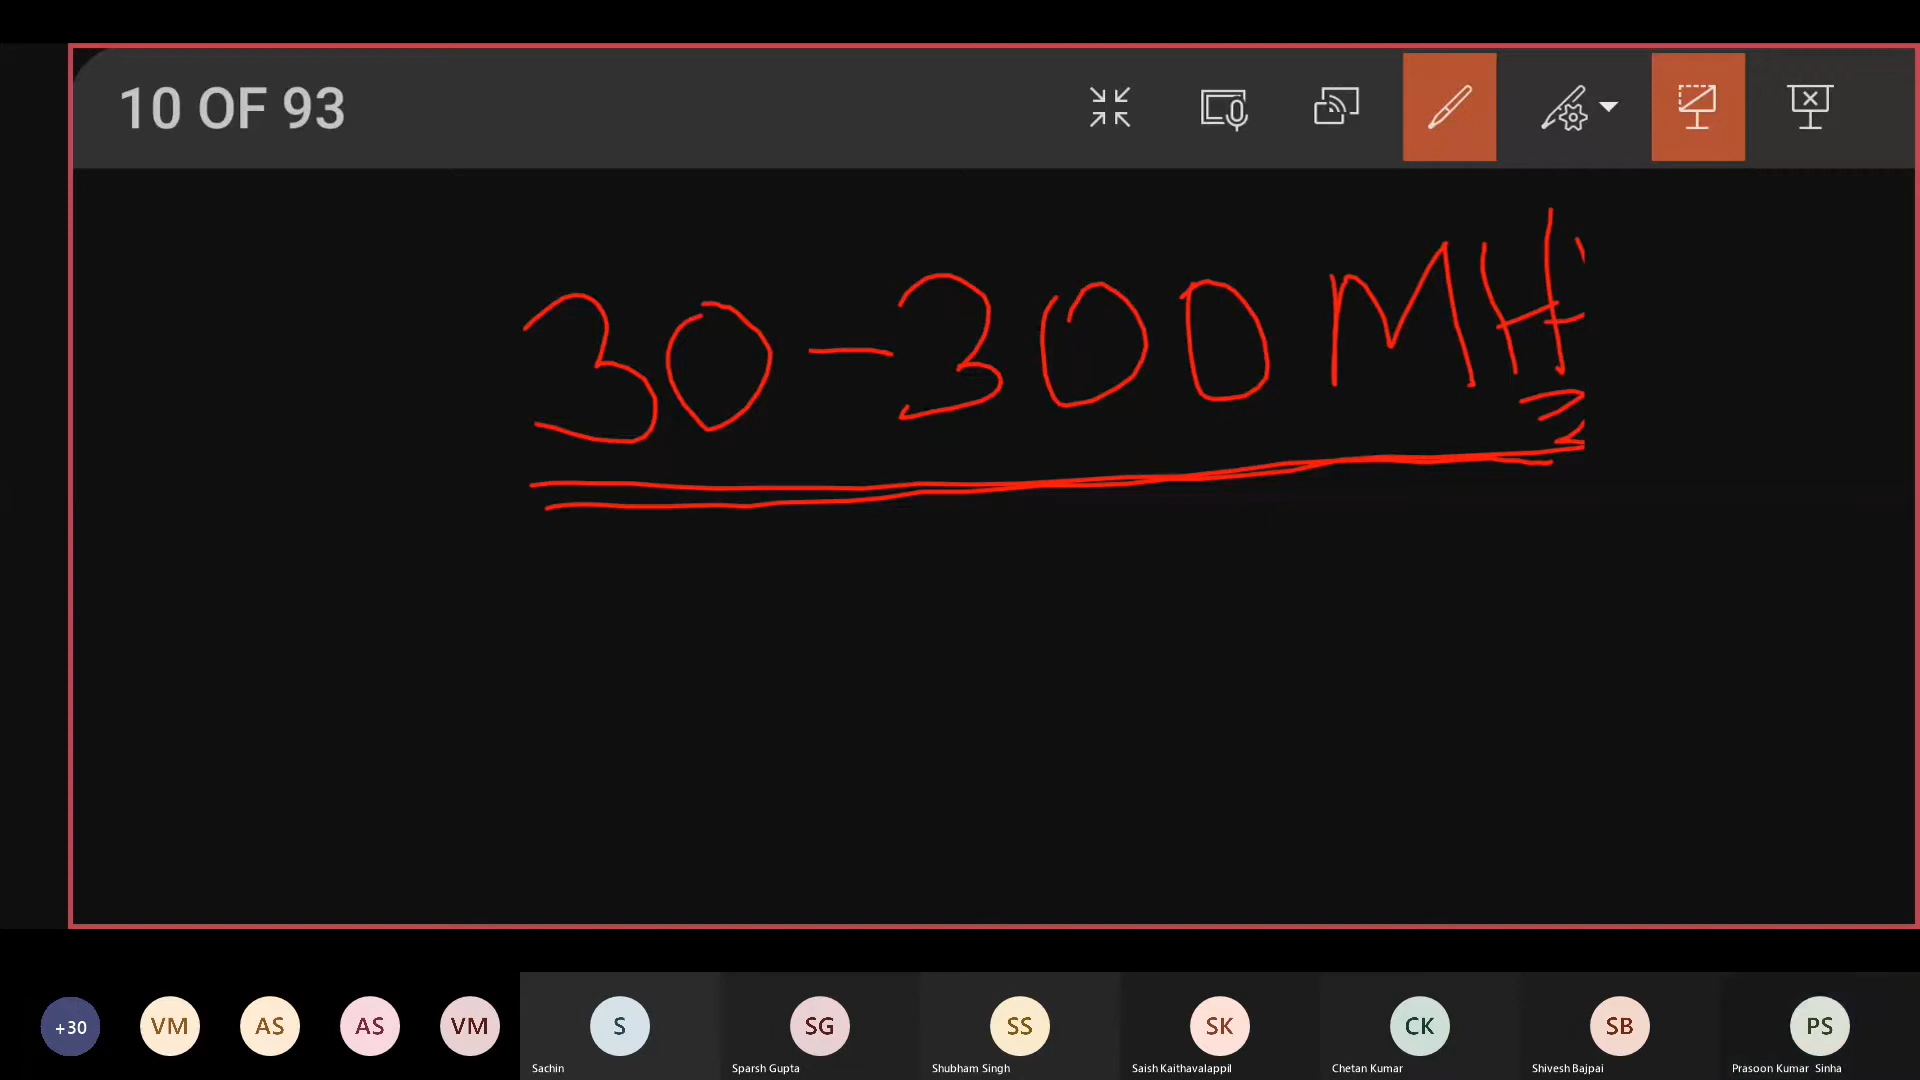 10 OF 93
30-300 MHz
+30
VM
AS
AS
VM
S
SG
SS
SK
CK
SB
PS
Sachin
Sparsh Gupta
Shubham Singh
Saish Kaithavalappil
Chetan Kumar
Shivesh Bajpai
Prasoon Kumar Sinha